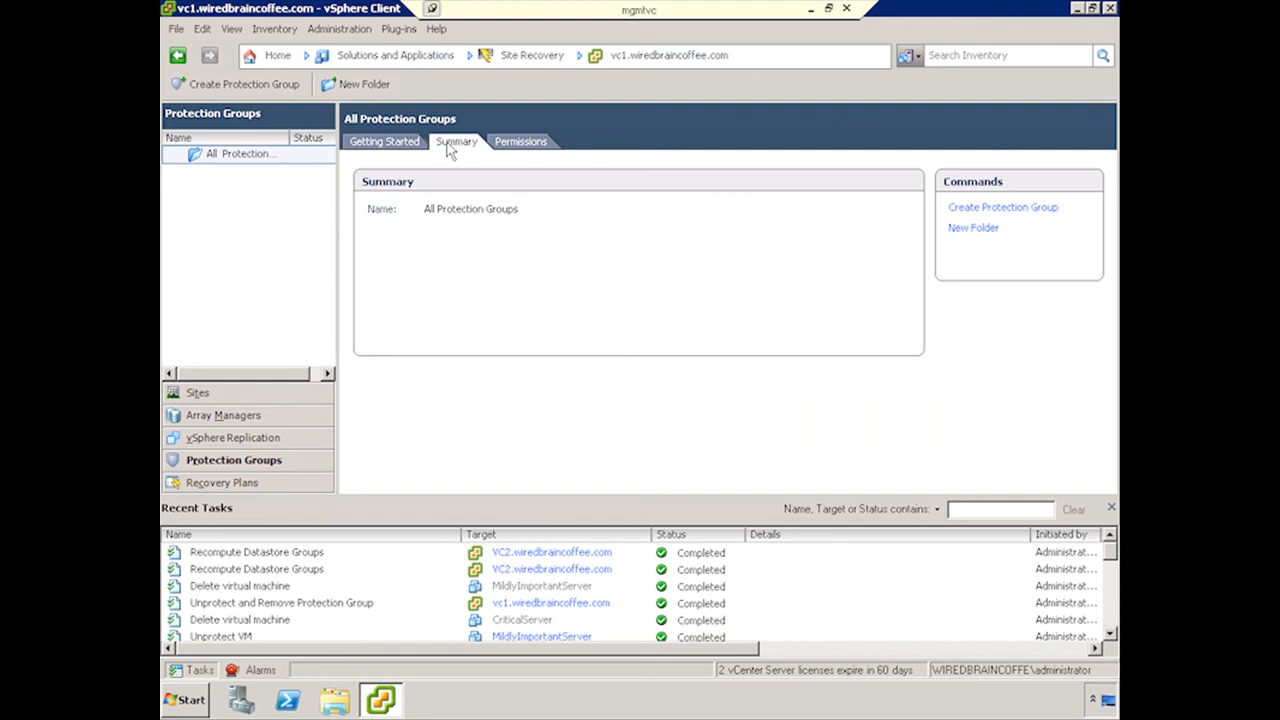 vc1.wiredbraincoffee.com - vSphere Client
mgmtvc
File Edit View Inventory Administration Plug-ins Help
Home Solutions and Applications Site Recovery vc1.wiredbraincoffee.com Search Inventory
Create Protection Group New Folder
Protection Groups
Name Status
All Protection...
All Protection Groups
Getting Started Summary Permissions
Summary
Name: All Protection Groups
Commands
Create Protection Group
New Folder
Sites
Array Managers
vSphere Replication
Protection Groups
Recovery Plans
Recent Tasks
Name, Target or Status contains: Clear
Name Target Status Details Initiated by
Recompute Datastore Groups VC2.wiredbraincoffee.com Completed Administrat...
Recompute Datastore Groups VC2.wiredbraincoffee.com Completed Administrat...
Delete virtual machine MildlyImportantServer Completed Administrat...
Unprotect and Remove Protection Group vc1.wiredbraincoffee.com Completed Administrat...
Delete virtual machine CriticalServer Completed Administrat...
Unprotect VM MildlyImportantServer Completed Administrat...
Tasks Alarms 2 vCenter Server licenses expire in 60 days WIREDBRAINCOFFE\administrator
Start